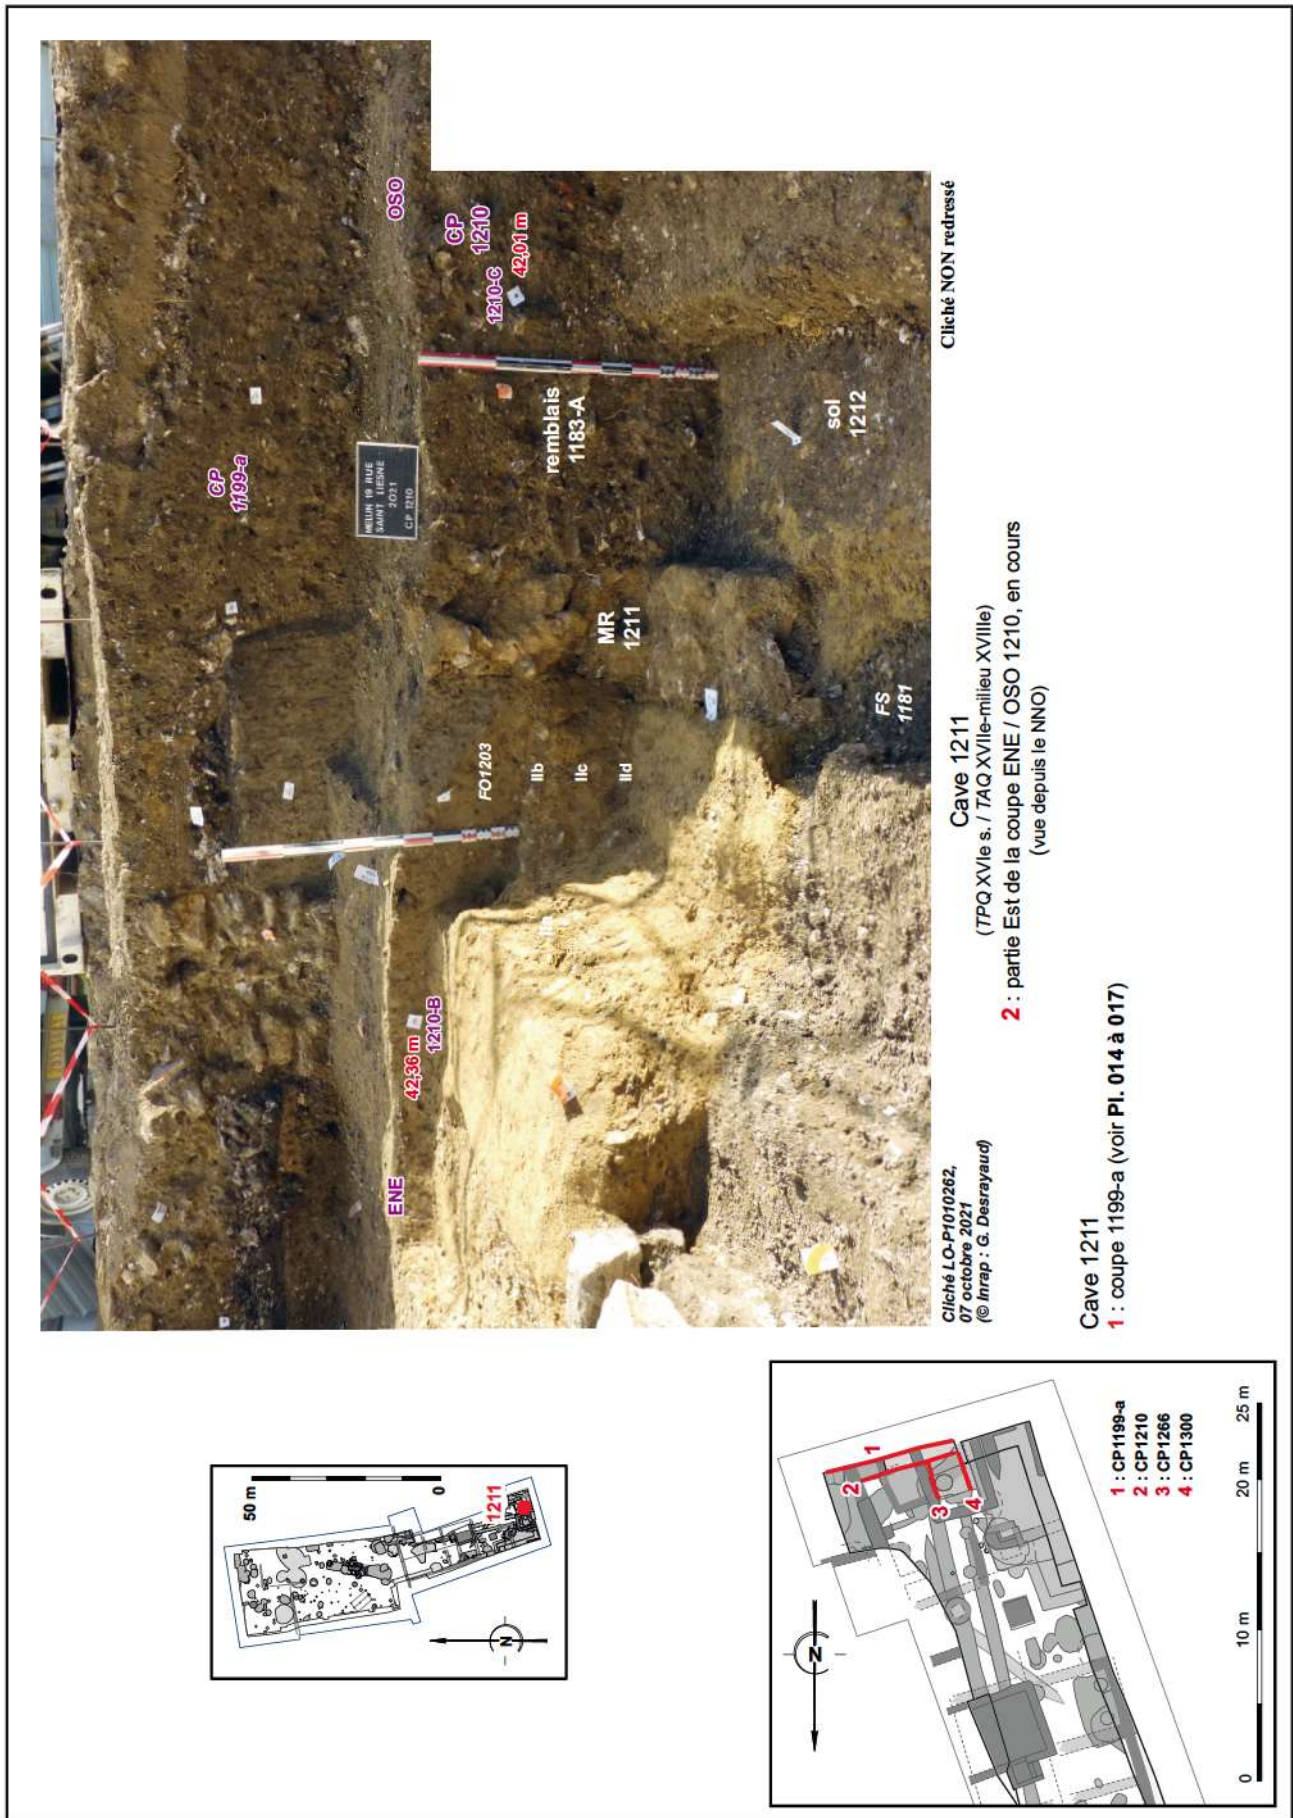 CP
1199-a
OSO
MELUN 19 RUE
SAINT LIESNE
2021
CP 1210
CP
1210
1210-C
42,01 m
remblais
1183-A
sol
1212
MR
1211
FS
1181
FO1203
IIb
IIc
IId
42,36 m
1210-B
ENE
Cliché NON redressé
Cliché LO-P1010262,
07 octobre 2021
(© Inrap : G. Desrayaud)
Cave 1211
(TPQ XVIe s. / TAQ XVIIe-milieu XVIIIe)
2 : partie Est de la coupe ENE / OSO 1210, en cours
(vue depuis le NNO)
Cave 1211
1 : coupe 1199-a (voir Pl. 014 à 017)
50 m
0
1211
N
N
1
2
3
4
1 : CP1199-a
2 : CP1210
3 : CP1266
4 : CP1300
0
10 m
20 m
25 m